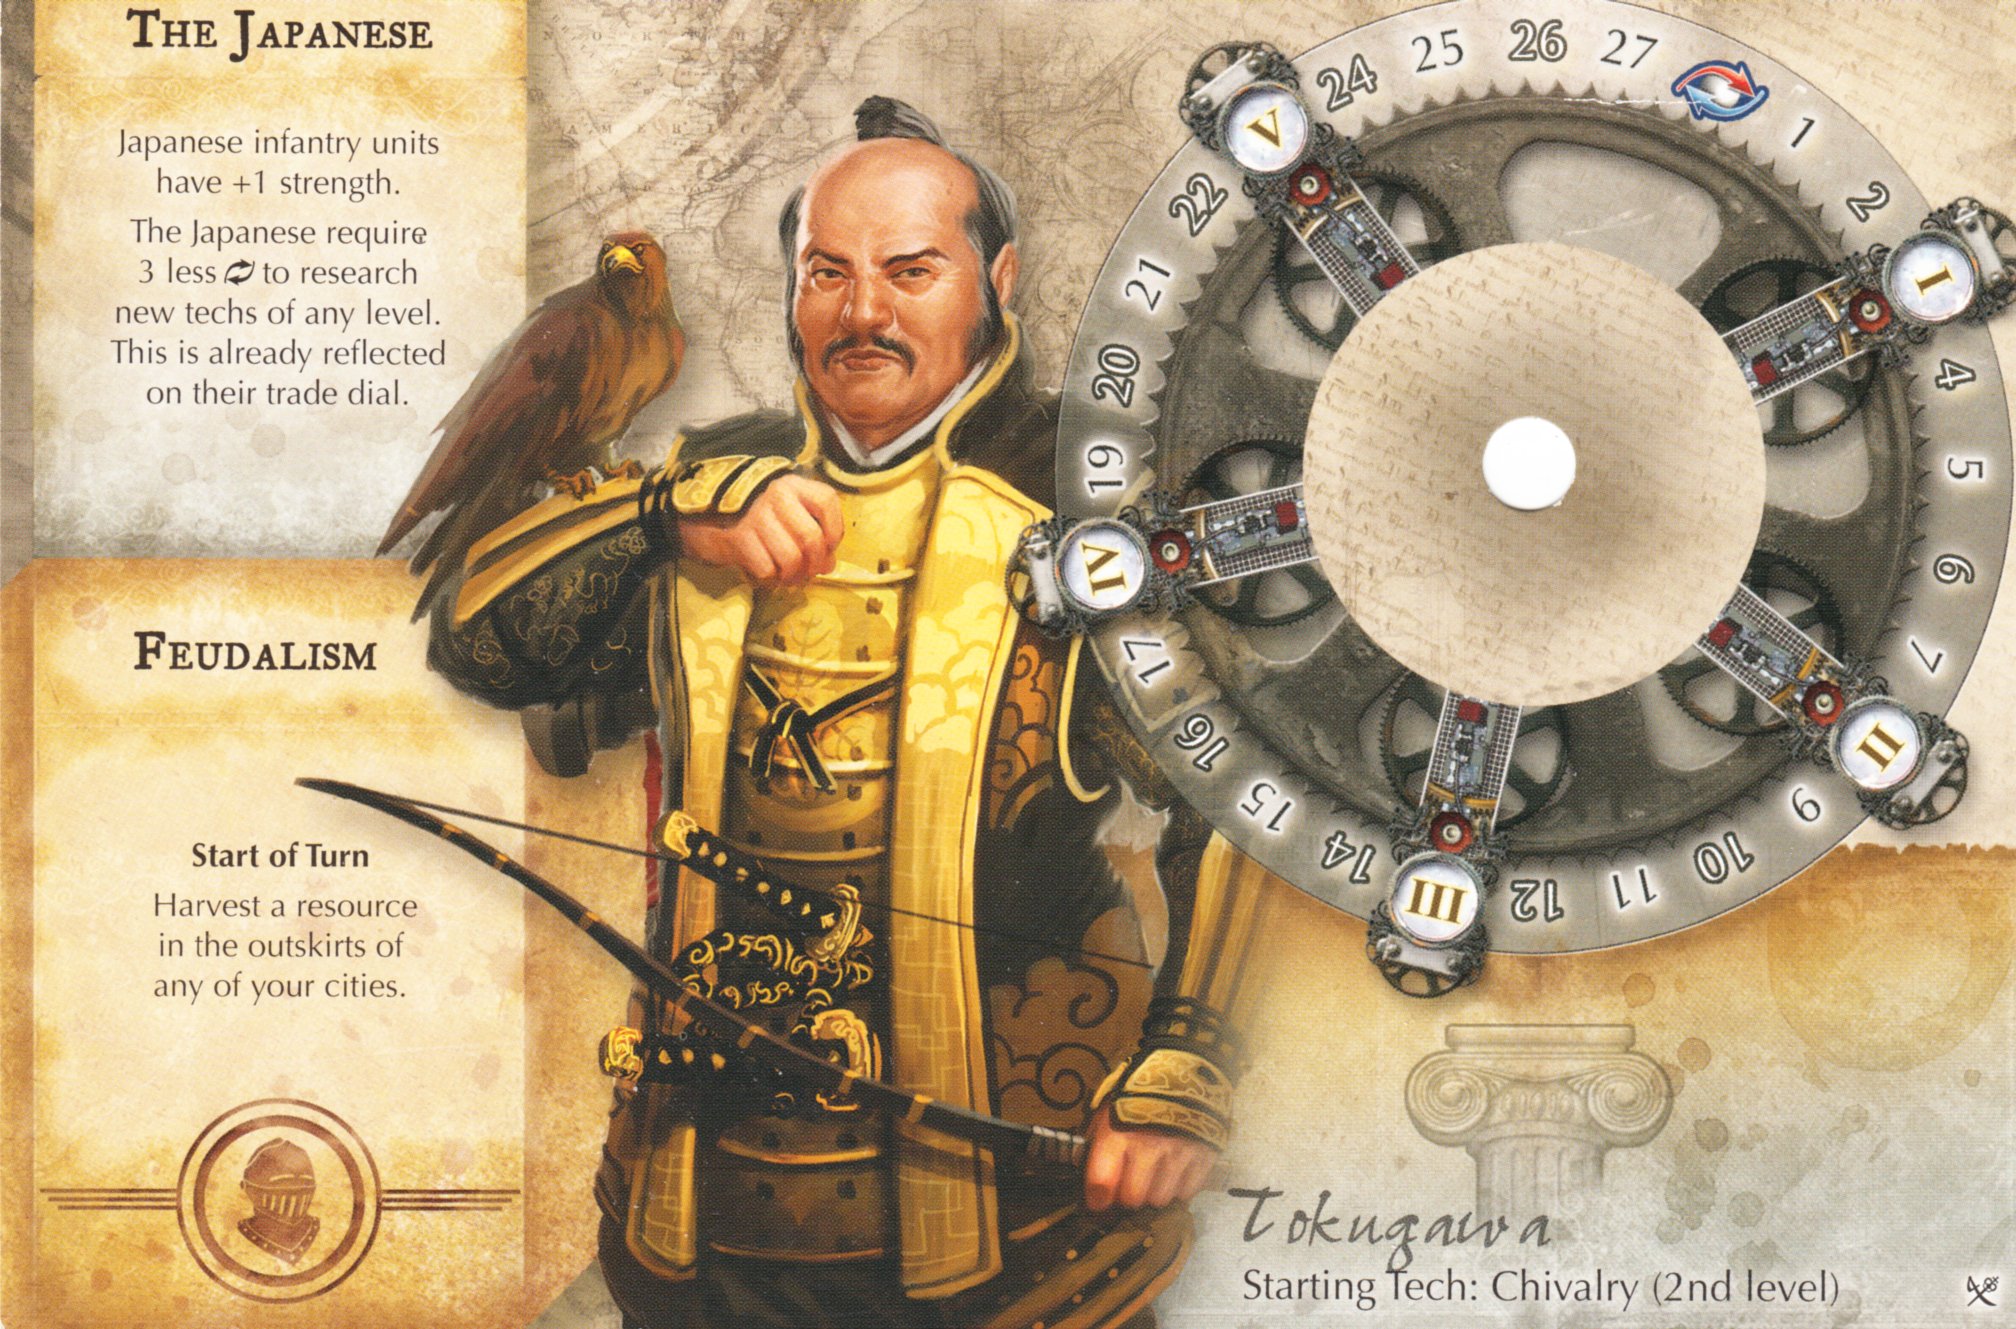 THE JAPANESE
Japanese infantry units
have +1 strength.
The Japanese require
3 less to research
new techs of any level.
This is already reflected
on their trade dial.
FEUDALISM
Start of Turn
Harvest a resource
in the outskirts of
any of your cities.
1
2
I
4
5
6
7
II
9
10
11
12
III
14
15
16
17
IV
19
20
21
22
V
24
25
26
27
Tokugawa
Starting Tech: Chivalry (2nd level)